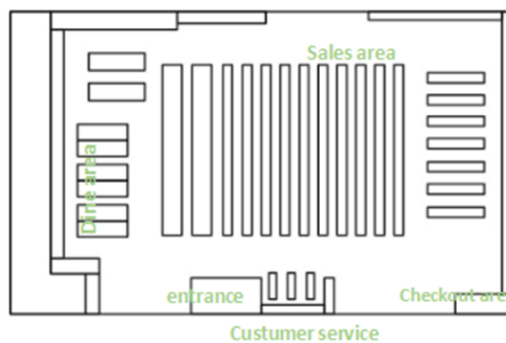 Sales area
Dine area
entrance
Checkout are
Custumer service